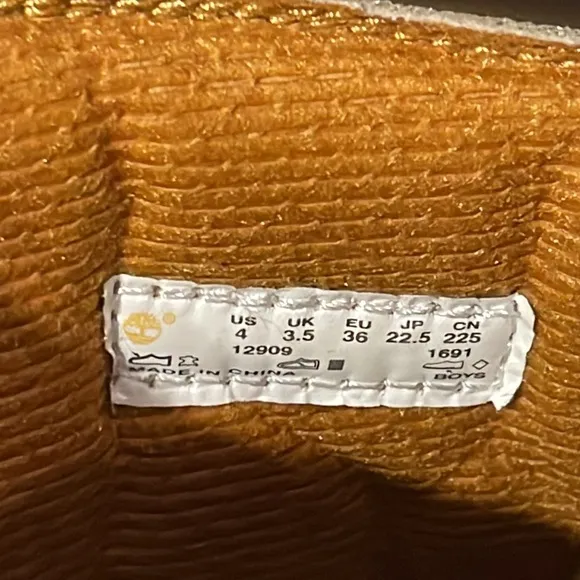 US UK EU JP CN
4 3.5 36 22.5 225
12909 1691
MADE IN CHINA BOYS